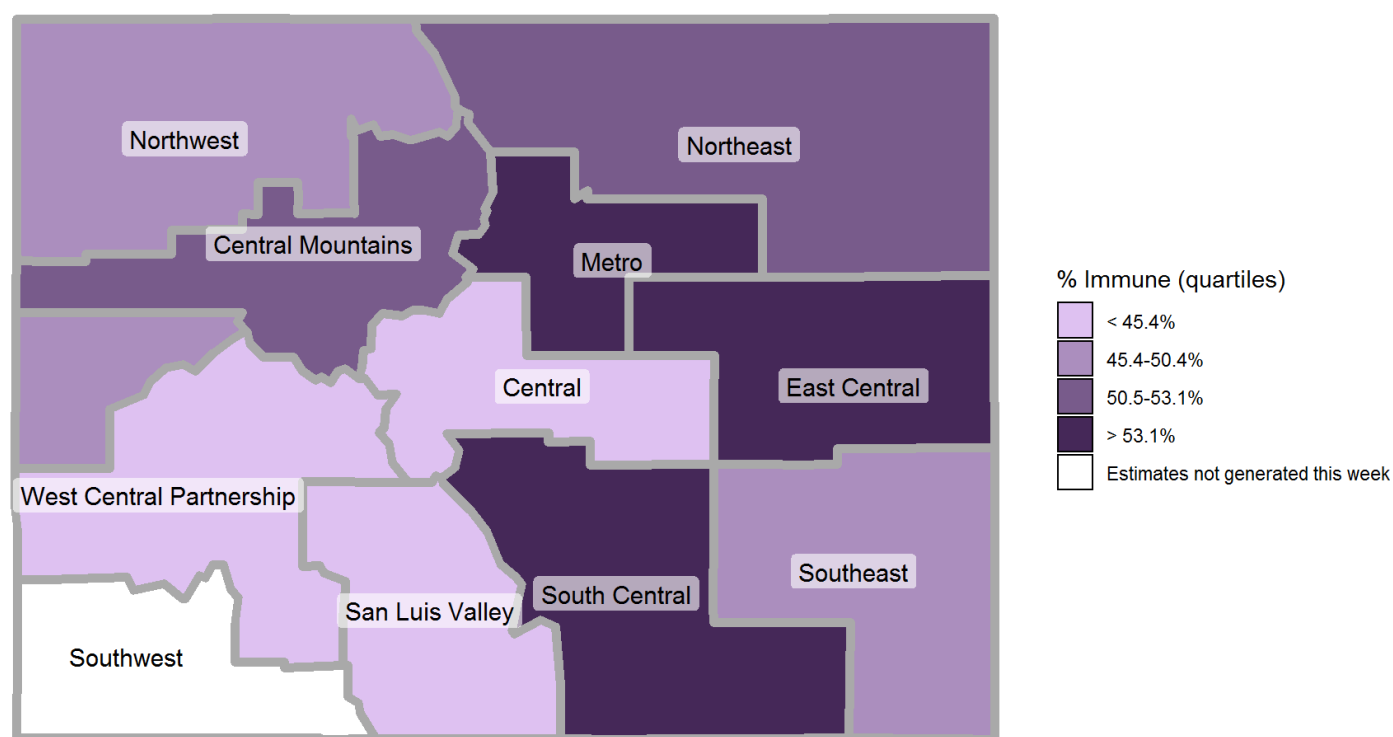 Northwest
Northeast
Central Mountains
Metro
Central
East Central
West Central Partnership
Southeast
South Central
San Luis Valley
Southwest
% Immune (quartiles)
< 45.4%
45.4-50.4%
50.5-53.1%
> 53.1%
Estimates not generated this week